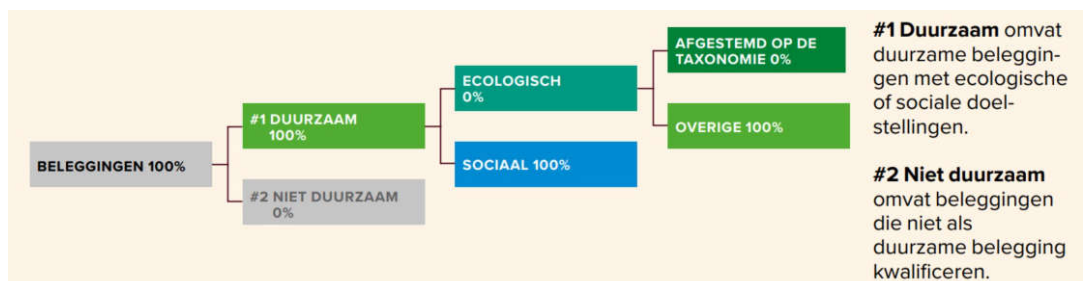 BELEGGINGEN 100%
#1 DUURZAAM
100%
#2 NIET DUURZAAM
0%
ECOLOGISCH
0%
SOCIAAL 100%
AFGESTEMD OP DE
TAXONOMIE 0%
OVERIGE 100%
#1 Duurzaam omvat
duurzame beleggin-
gen met ecologische
of sociale doel-
stellingen.
#2 Niet duurzaam
omvat beleggingen
die niet als
duurzame belegging
kwalificeren.